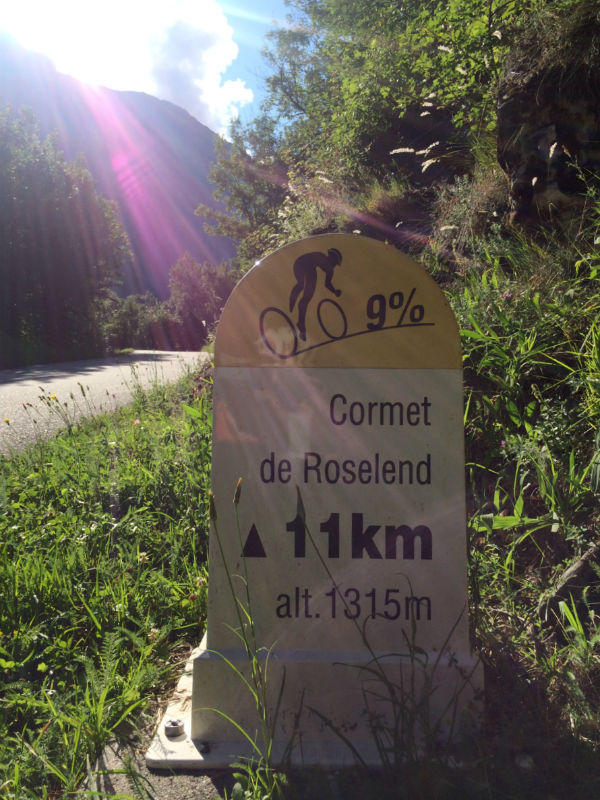 9%
Cormet
de Roselend
▲ 11km
alt.1315m